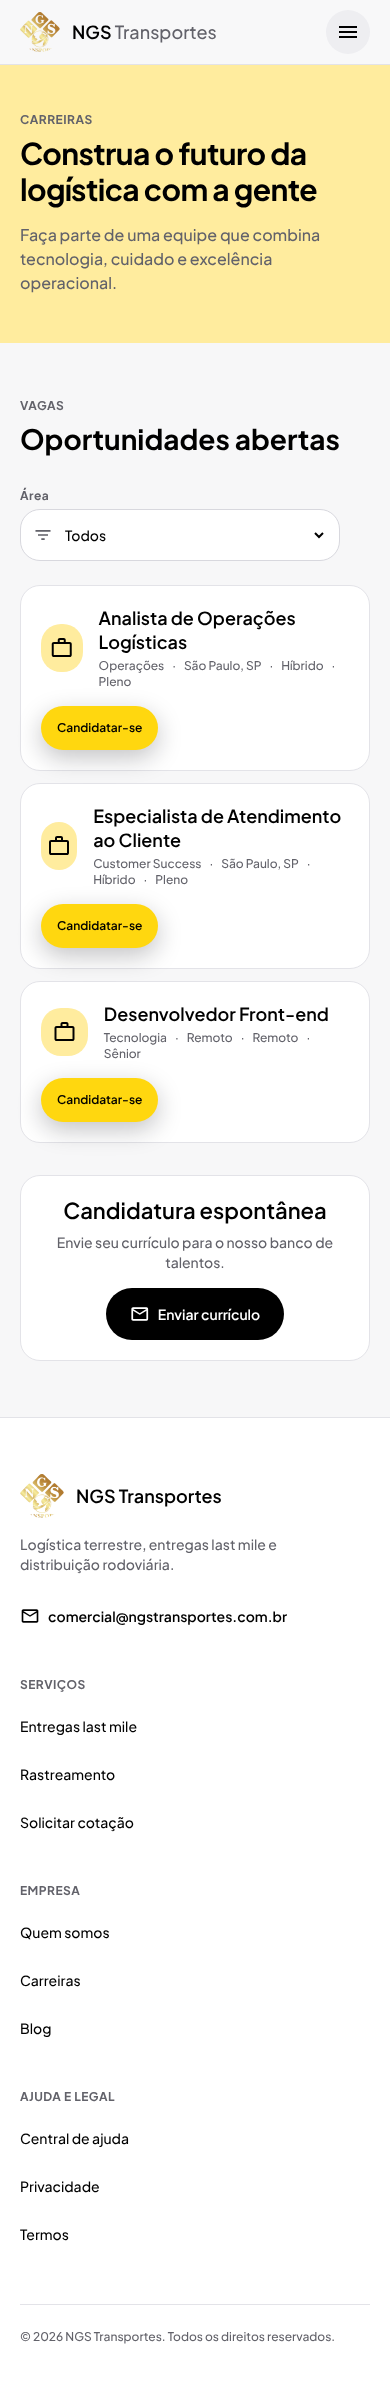 NGS Transportes
CARREIRAS
Construa o futuro da
logística com a gente
Faça parte de uma equipe que combina
tecnologia, cuidado e excelência
operacional.
VAGAS
Oportunidades abertas
Área
Todos
Analista de Operações
Logísticas
Operações · São Paulo, SP · Híbrido ·
Pleno
Candidatar-se
Especialista de Atendimento
ao Cliente
Customer Success · São Paulo, SP ·
Híbrido · Pleno
Candidatar-se
Desenvolvedor Front-end
Tecnologia · Remoto · Remoto ·
Sênior
Candidatar-se
Candidatura espontânea
Envie seu currículo para o nosso banco de
talentos.
Enviar currículo
NGS Transportes
Logística terrestre, entregas last mile e
distribuição rodoviária.
comercial@ngstransportes.com.br
SERVIÇOS
Entregas last mile
Rastreamento
Solicitar cotação
EMPRESA
Quem somos
Carreiras
Blog
AJUDA E LEGAL
Central de ajuda
Privacidade
Termos
© 2026 NGS Transportes. Todos os direitos reservados.